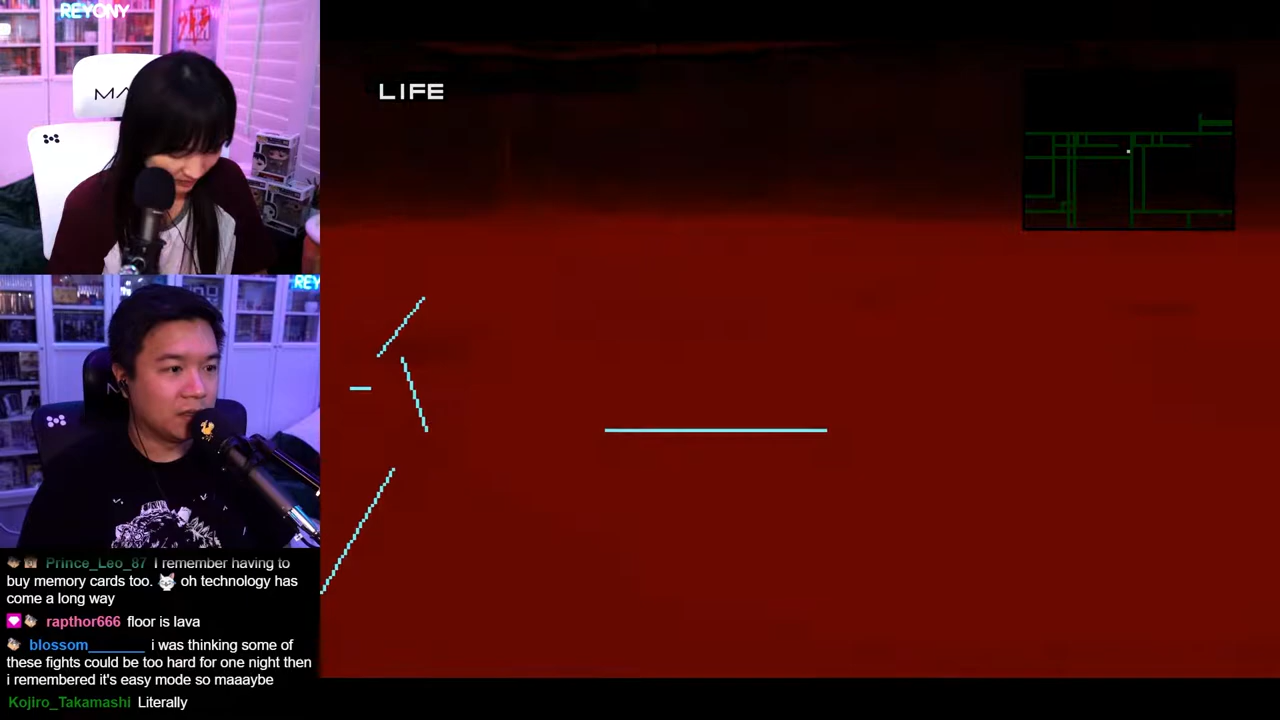 REYONY
MA
LIFE
REY
Prince_Leo_87 I remember having to
buy memory cards too. oh technology has
come a long way
rapthor666 floor is lava
blossom_______ i was thinking some of
these fights could be too hard for one night then
i remembered it's easy mode so maaaybe
Kojiro_Takamashi Literally